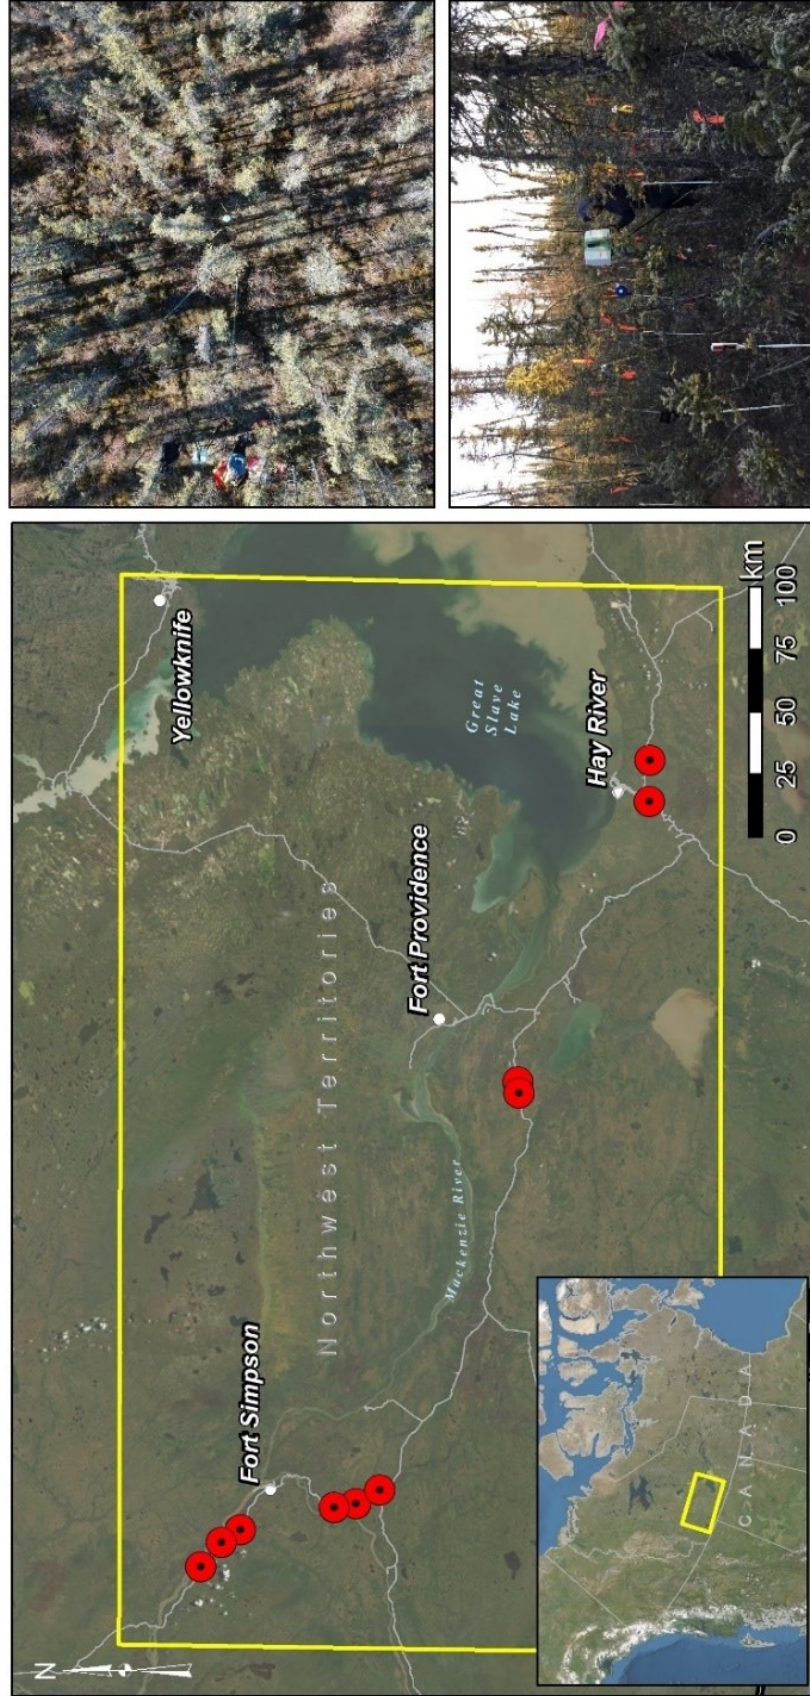 N
Yellowknife
Fort Simpson
Northwest Territories
Fort Providence
Great
Slave
Lake
Mackenzie River
Hay River
CANADA
0 25 50 75 100
km